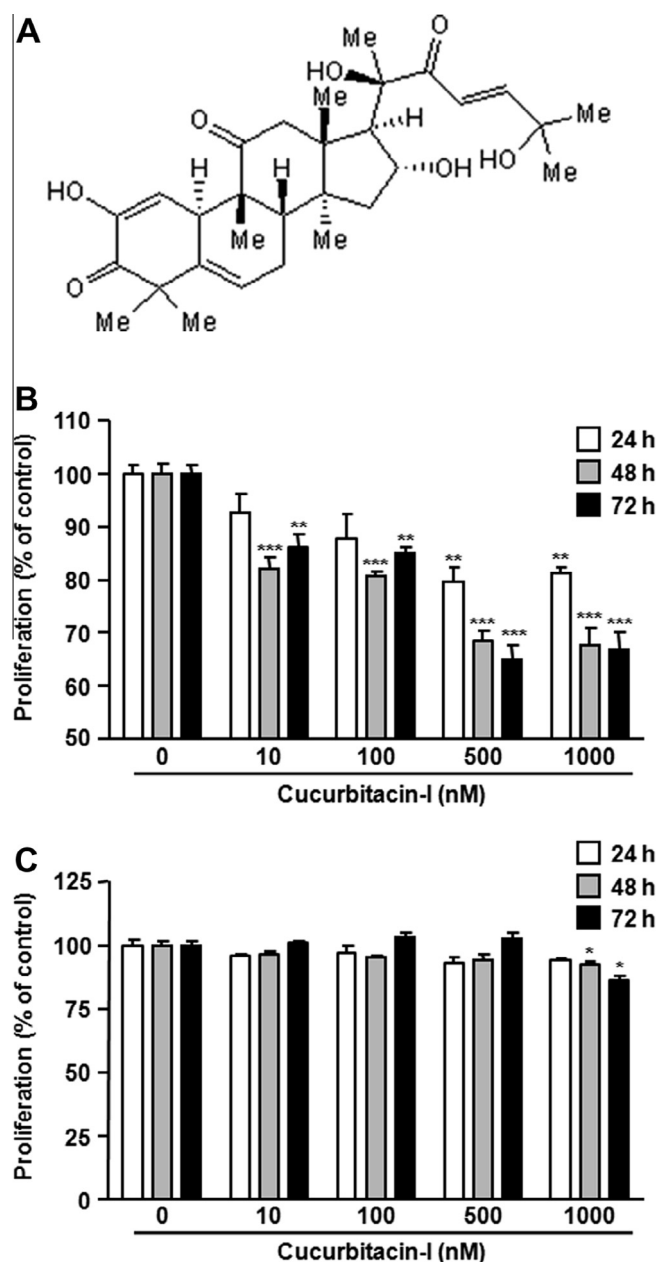 A
Me
O
HO
Me
H
O
Me
HO
Me
OH
H
H
HO
Me
Me
O
Me
Me
B
110
100
90
80
70
60
50
Proliferation (% of control)
24 h
48 h
72 h
*** ** *** ** ** *** *** ** *** ***
0 10 100 500 1000
Cucurbitacin-I (nM)
C
125
100
75
50
25
0
Proliferation (% of control)
24 h
48 h
72 h
* *
0 10 100 500 1000
Cucurbitacin-I (nM)